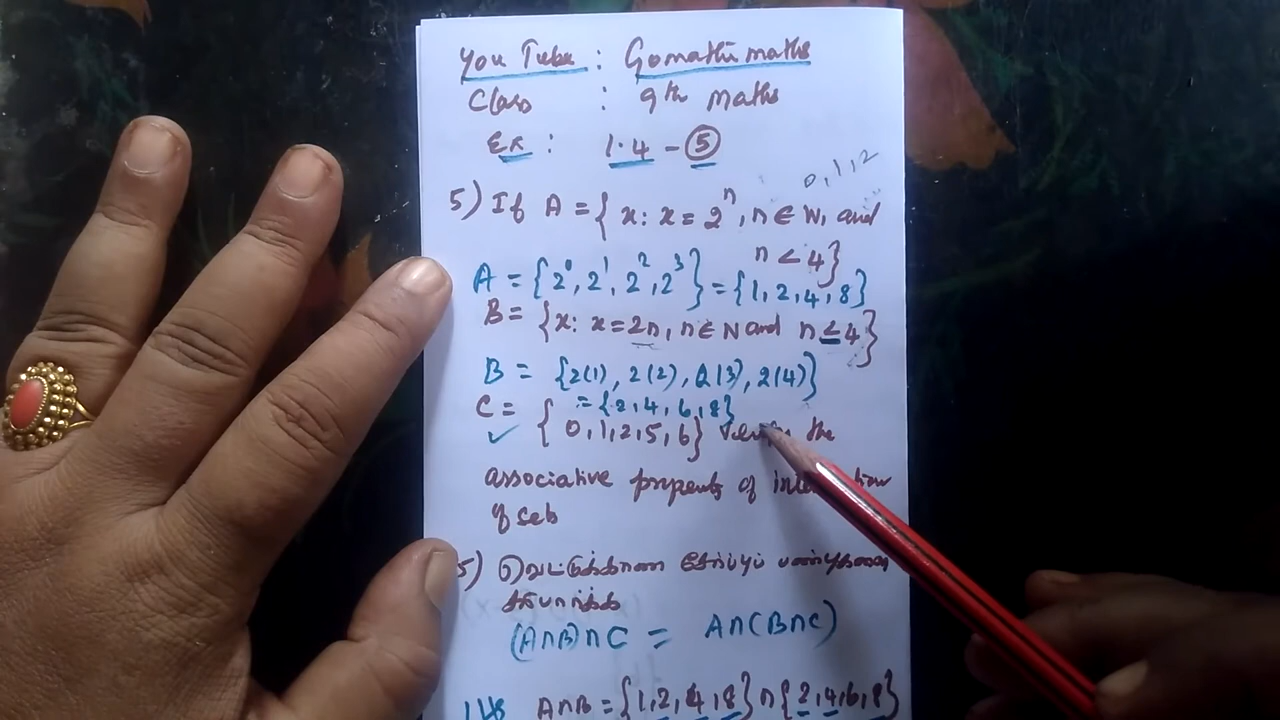 You Tube : Gomathi maths
Class : 9th maths
Ex : 1.4 - ⑤
0, 1, 2
5) If A = { x : x = 2ⁿ, n ∈ W, and
n < 4}
A = {2⁰, 2¹, 2², 2³} = {1, 2, 4, 8}
B = {x : x = 2n, n ∈ N and n ≤ 4}
B = {2(1), 2(2), 2(3), 2(4)}
= {2, 4, 6, 8}
C = { 0, 1, 2, 5, 6} the
associative property of
of sets
5)
(A∩B)∩C = A∩(B∩C)
LHS A∩B = {1, 2, 4, 8} ∩ {2, 4, 6, 8}